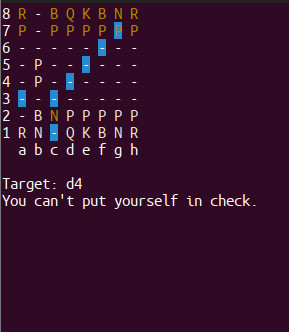 8 R - B Q K B N R
7 P - P P P P P P
6 - - - - - - - -
5 - P - - - - - -
4 - P - - - - - -
3 - - - - - - - -
2 - B N P P P P P
1 R N - Q K B N R
a b c d e f g h
Target: d4
You can't put yourself in check.